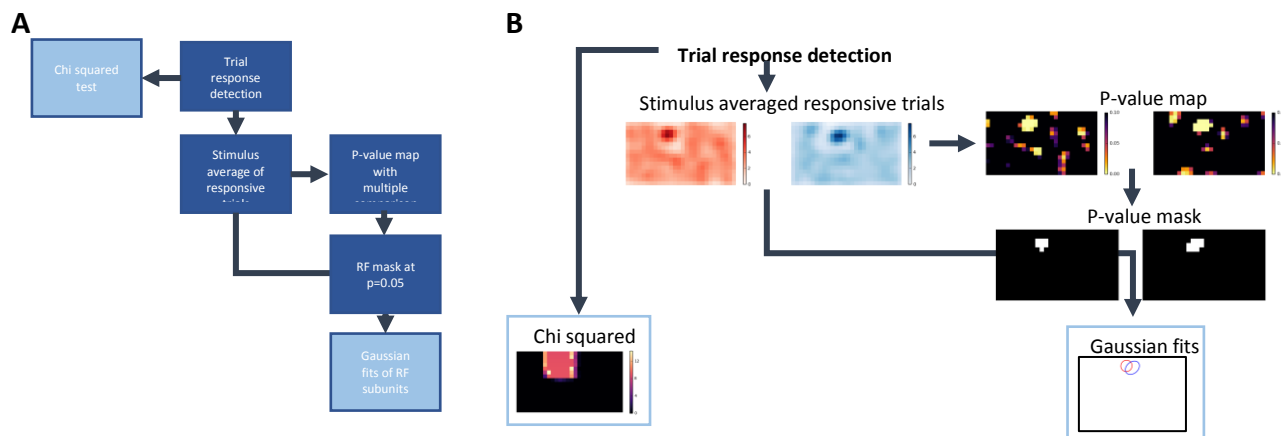 A
Chi squared
test
Trial
response
detection
Stimulus
average of
responsive
trials
P-value map
with
multiple
comparison
RF mask at
p=0.05
Gaussian
fits of RF
subunits
B
Trial response detection
Stimulus averaged responsive trials
P-value map
P-value mask
Chi squared
Gaussian fits